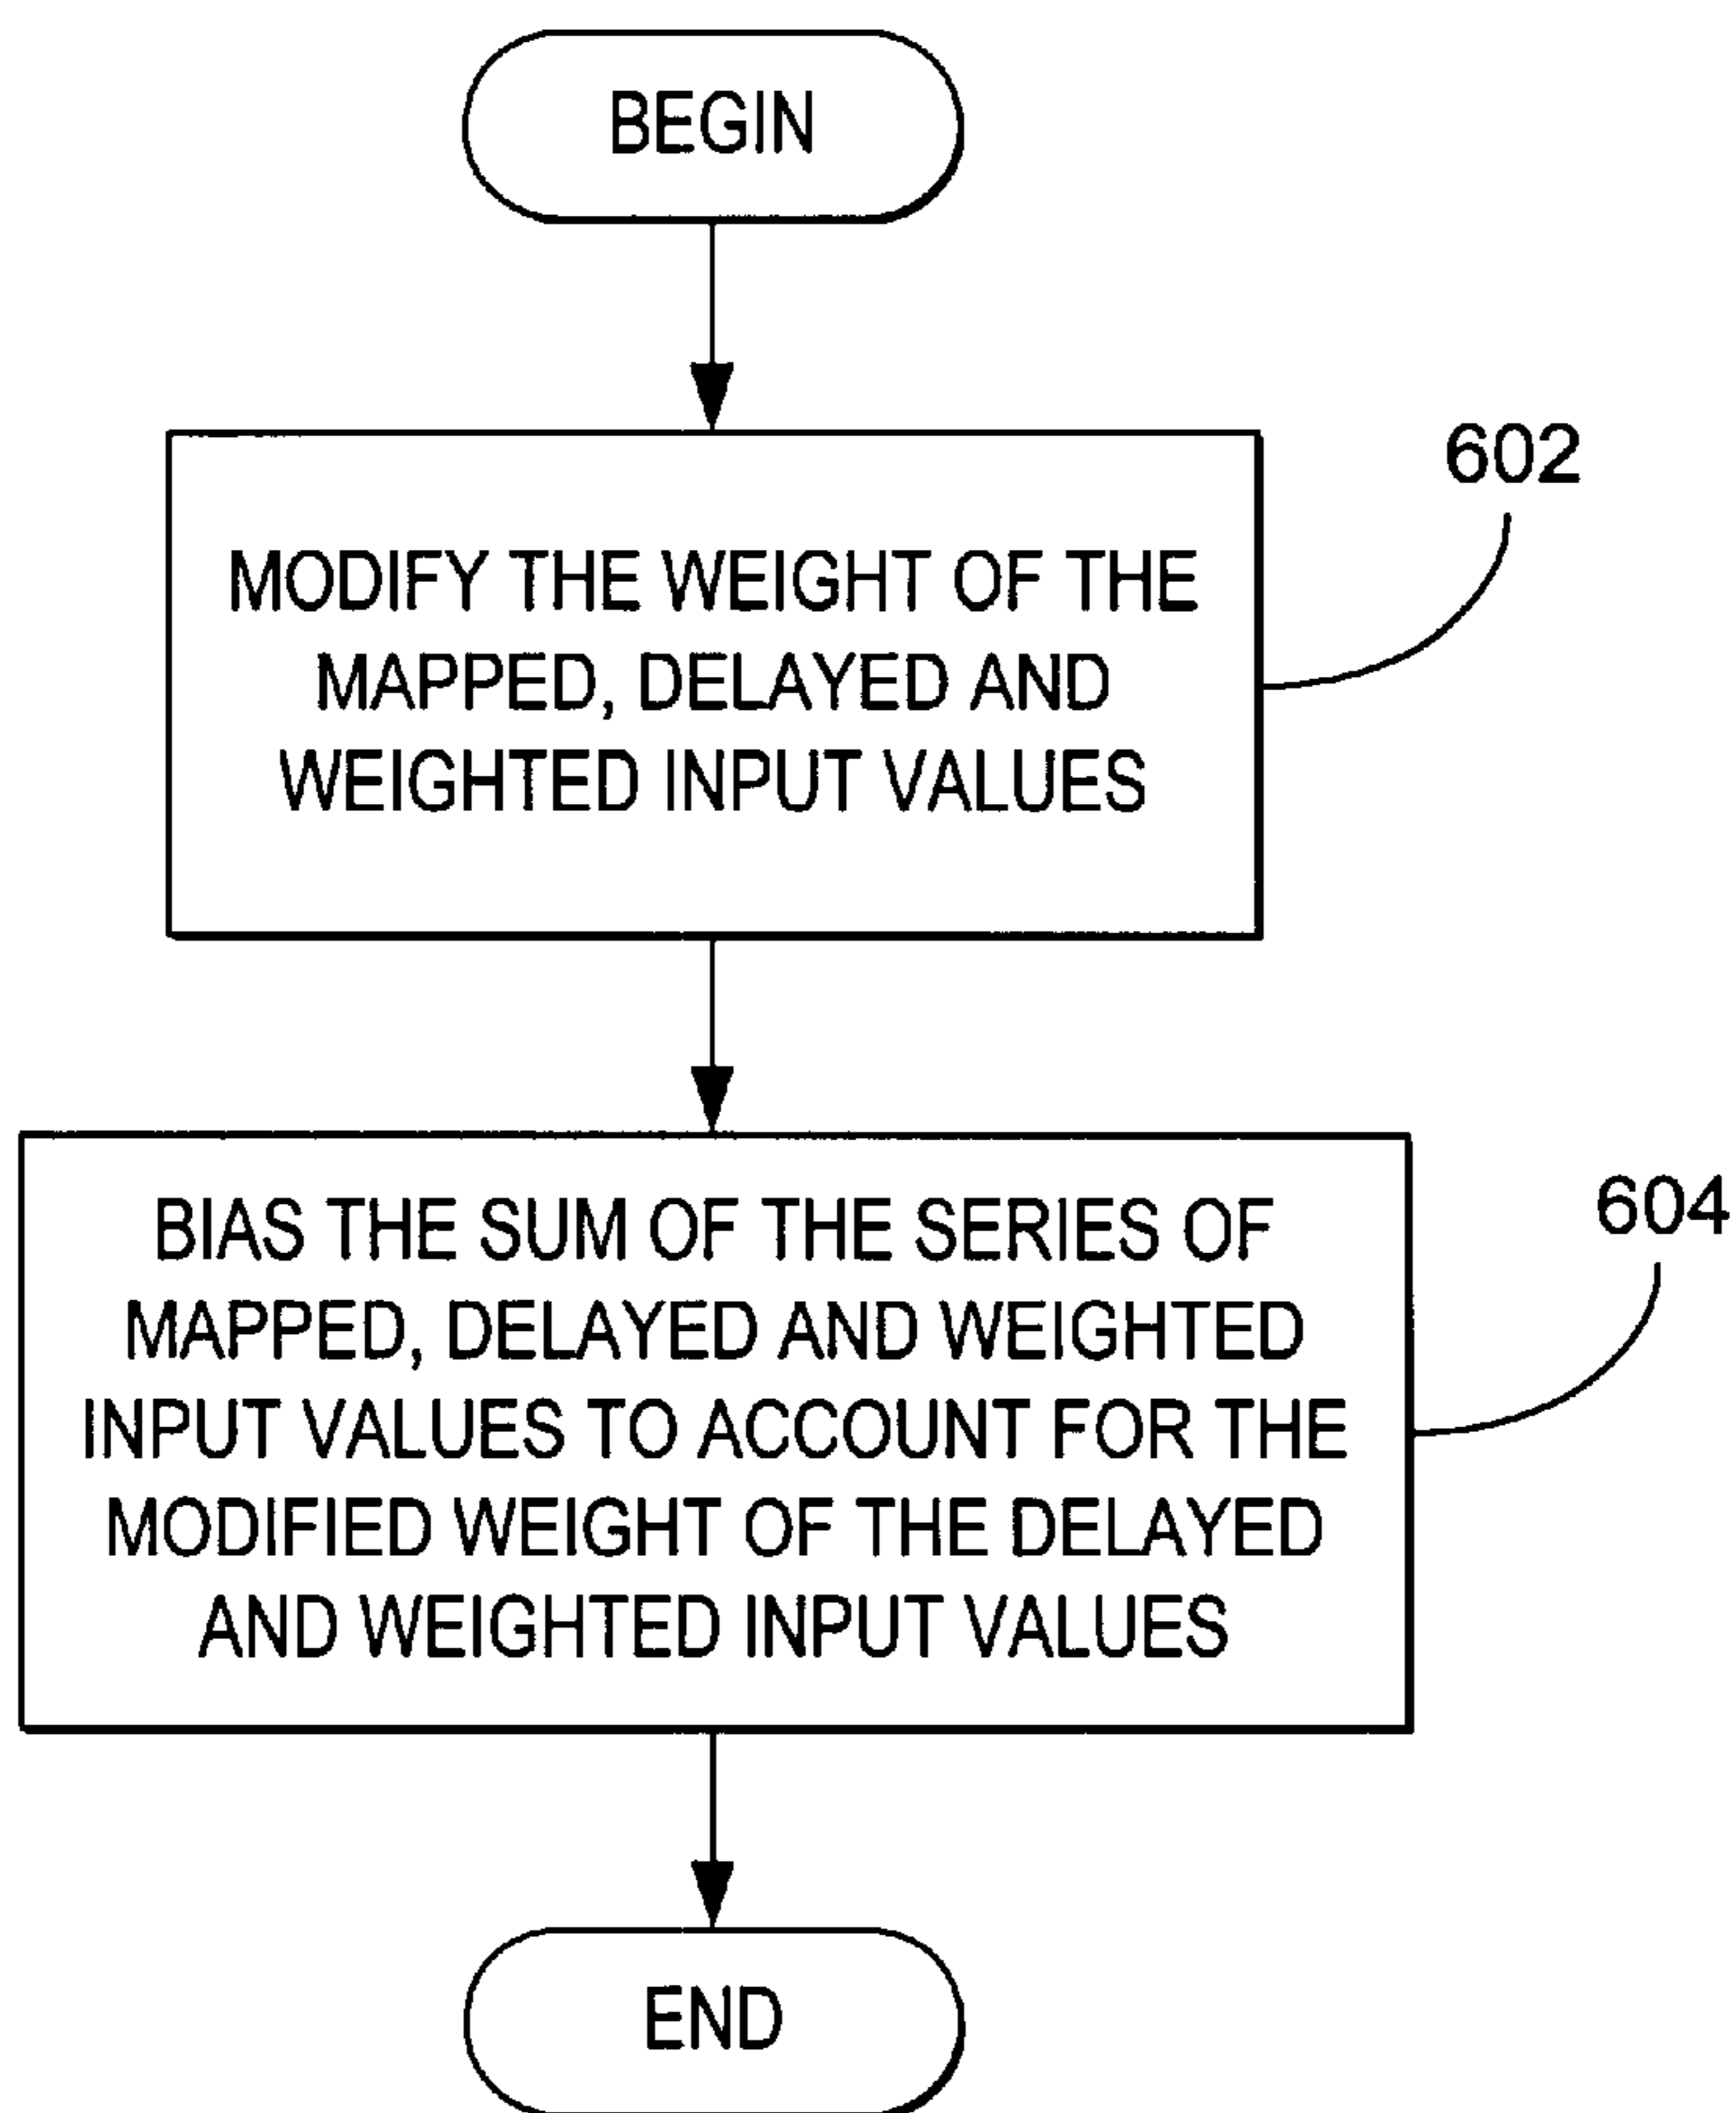 BEGIN
602
MODIFY THE WEIGHT OF THE
MAPPED, DELAYED AND
WEIGHTED INPUT VALUES
604
BIAS THE SUM OF THE SERIES OF
MAPPED, DELAYED AND WEIGHTED
INPUT VALUES TO ACCOUNT FOR THE
MODIFIED WEIGHT OF THE DELAYED
AND WEIGHTED INPUT VALUES
END